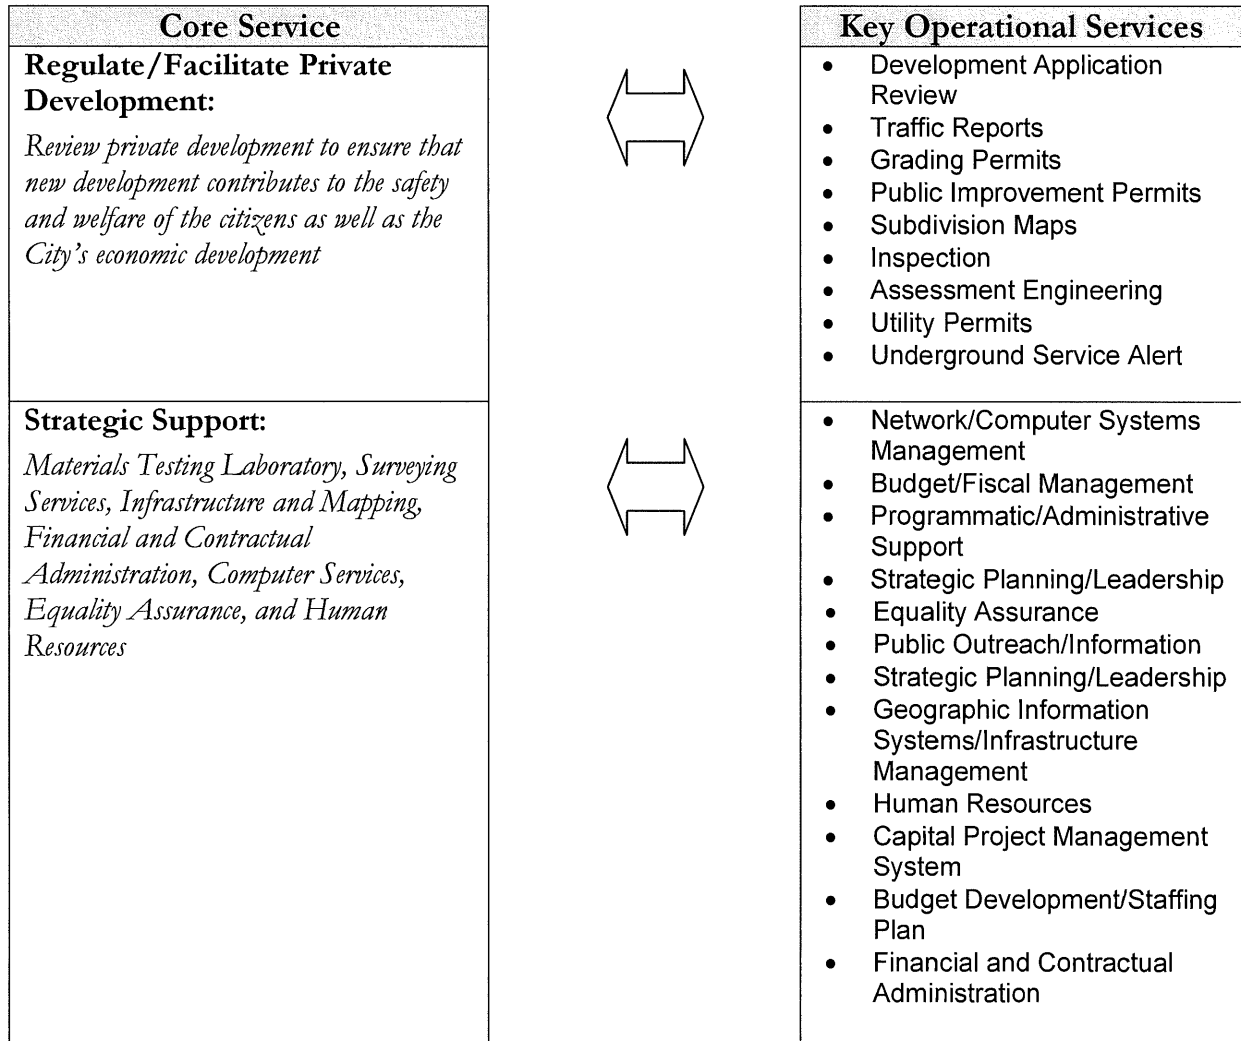 Core Service
Regulate/Facilitate Private
Development:
Review private development to ensure that
new development contributes to the safety
and welfare of the citizens as well as the
City's economic development
Key Operational Services
• Development Application
Review
• Traffic Reports
• Grading Permits
• Public Improvement Permits
• Subdivision Maps
• Inspection
• Assessment Engineering
• Utility Permits
• Underground Service Alert
Strategic Support:
Materials Testing Laboratory, Surveying
Services, Infrastructure and Mapping,
Financial and Contractual
Administration, Computer Services,
Equality Assurance, and Human
Resources
• Network/Computer Systems
Management
• Budget/Fiscal Management
• Programmatic/Administrative
Support
• Strategic Planning/Leadership
• Equality Assurance
• Public Outreach/Information
• Strategic Planning/Leadership
• Geographic Information
Systems/Infrastructure
Management
• Human Resources
• Capital Project Management
System
• Budget Development/Staffing
Plan
• Financial and Contractual
Administration